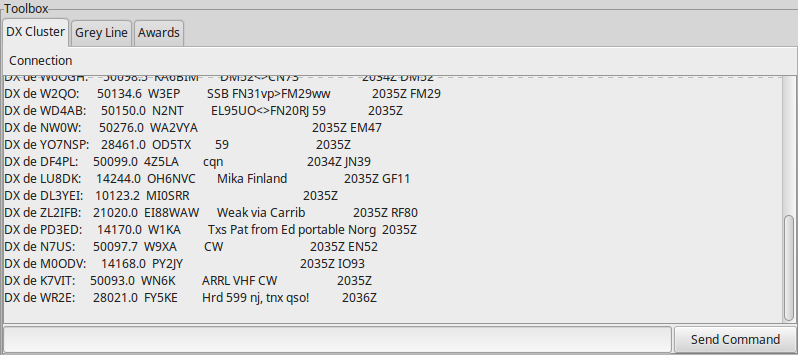 Toolbox
DX Cluster Grey Line Awards
Connection
DX de W0OGH: 50098.5 KA6BIM DM52<>CN73 2034Z DM52
DX de W2QO: 50134.6 W3EP SSB FN31vp>FM29ww 2035Z FM29
DX de WD4AB: 50150.0 N2NT EL95UO<>FN20RJ 59 2035Z
DX de NW0W: 50276.0 WA2VYA 2035Z EM47
DX de YO7NSP: 28461.0 OD5TX 59 2035Z
DX de DF4PL: 50099.0 4Z5LA cqn 2034Z JN39
DX de LU8DK: 14244.0 OH6NVC Mika Finland 2035Z GF11
DX de DL3YEI: 10123.2 MI0SRR 2035Z
DX de ZL2IFB: 21020.0 EI88WAW Weak via Carrib 2035Z RF80
DX de PD3ED: 14170.0 W1KA Txs Pat from Ed portable Norg 2035Z
DX de N7US: 50097.7 W9XA CW 2035Z EN52
DX de M0ODV: 14168.0 PY2JY 2035Z IO93
DX de K7VIT: 50093.0 WN6K ARRL VHF CW 2035Z
DX de WR2E: 28021.0 FY5KE Hrd 599 nj, tnx qso! 2036Z
Send Command